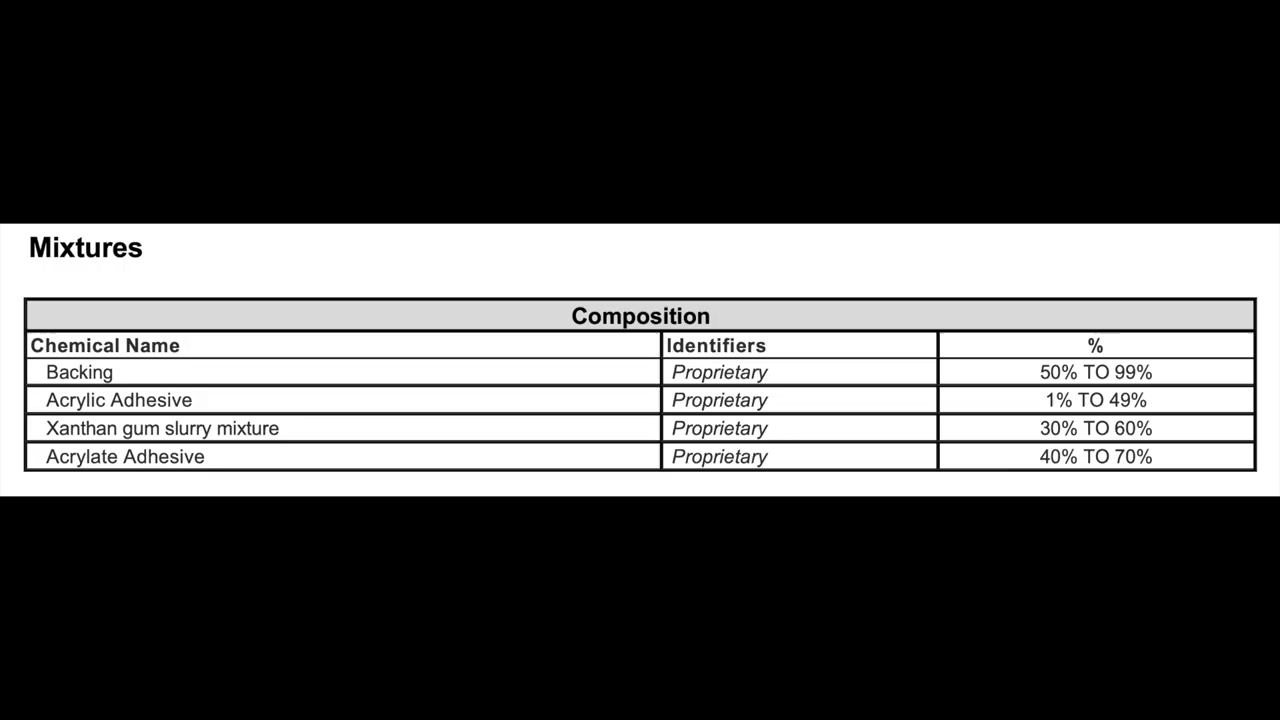 Mixtures
Composition
Chemical Name Identifiers %
Backing Proprietary 50% TO 99%
Acrylic Adhesive Proprietary 1% TO 49%
Xanthan gum slurry mixture Proprietary 30% TO 60%
Acrylate Adhesive Proprietary 40% TO 70%